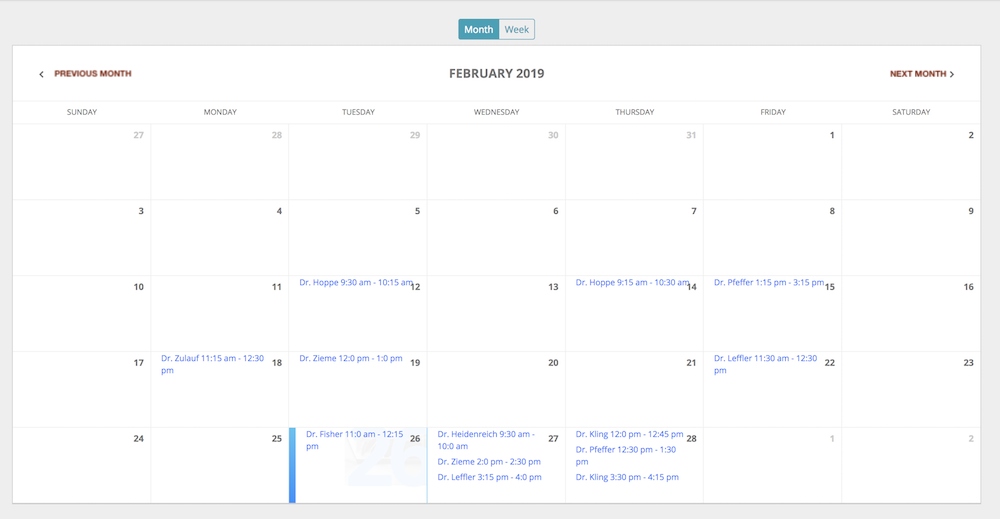 Month Week
PREVIOUS MONTH FEBRUARY 2019 NEXT MONTH
SUNDAY MONDAY TUESDAY WEDNESDAY THURSDAY FRIDAY SATURDAY
27 28 29 30 31 1 2
3 4 5 6 7 8 9
10 11 Dr. Hoppe 9:30 am - 10:15 am 12 13 Dr. Hoppe 9:15 am - 10:30 am 14 Dr. Pfeffer 1:15 pm - 3:15 pm 15 16
17 Dr. Zulauf 11:15 am - 12:30 18 Dr. Zieme 12:0 pm - 1:0 pm 19 20 21 Dr. Leffler 11:30 am - 12:30 22 23
pm pm
24 25 Dr. Fisher 11:0 am - 12:15 26 Dr. Heidenreich 9:30 am - 27 Dr. Kling 12:0 pm - 12:45 pm 28 1 2
pm 10:0 am Dr. Pfeffer 12:30 pm - 1:30
Dr. Zieme 2:0 pm - 2:30 pm pm
Dr. Leffler 3:15 pm - 4:0 pm Dr. Kling 3:30 pm - 4:15 pm